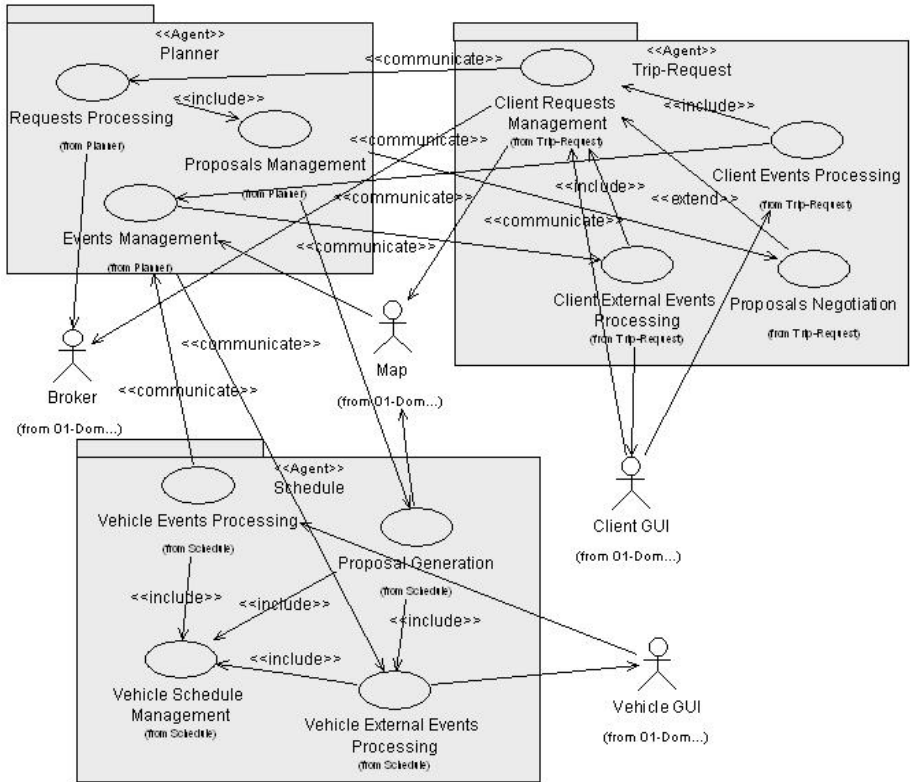 <<Agent>>
Planner
Requests Processing
(from Planner)
<<include>>
Proposals Management
(from Planner)
Events Management
(from Planner)
<<communicate>>
<<communicate>>
<<communicate>>
<<communicate>>
<<communicate>>
<<Agent>>
Trip-Request
Client Requests
Management
(from Trip-Request)
<<include>>
Client Events Processing
(from Trip-Request)
<<include>>
<<extend>>
Client External Events
Processing
(from Trip-Request)
Proposals Negotiation
(from Trip-Request)
Broker
(from 01-Dom...)
Map
(from 01-Dom...)
<<communicate>>
<<communicate>>
<<Agent>>
Schedule
Vehicle Events Processing
(from Schedule)
Proposal Generation
(from Schedule)
<<include>>
<<include>>
<<include>>
<<include>>
Vehicle Schedule
Management
(from Schedule)
Vehicle External Events
Processing
(from Schedule)
Client GUI
(from 01-Dom...)
Vehicle GUI
(from 01-Dom...)